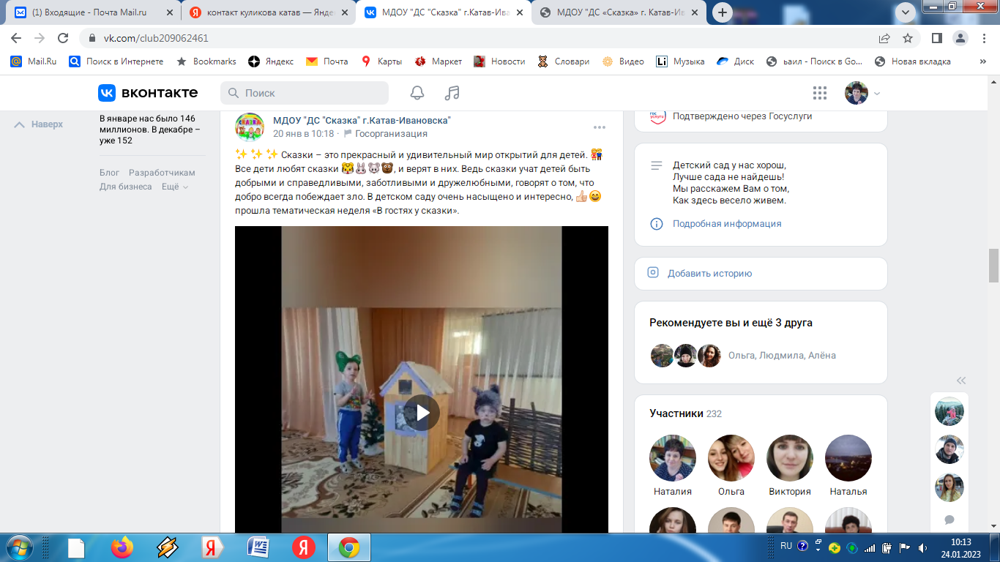 (1) Входящие - Почта Mail.ru
контакт куликова катав — Янде
МДОУ "ДС "Сказка" г.Катав-Ива
МДОУ "ДС «Сказка» г. Катав-Ив
vk.com/club209062461
Mail.Ru
Поиск в Интернете
Bookmarks
Яндекс
Почта
Карты
Маркет
Новости
Словари
Видео
Музыка
Диск
ьаил - Поиск в Go...
Новая вкладка
вконтакте
Поиск
Наверх
В январе нас было 146
миллионов. В декабре –
уже 152
Блог Разработчикам
Для бизнеса Ещё
СКАЗКА
МДОУ "ДС "Сказка" г.Катав-Ивановска"
20 янв в 10:18 · Госорганизация
✨ ✨ ✨ Сказки – это прекрасный и удивительный мир открытий для детей. 👫
Все дети любят сказки 🐯🐰🐭🐻, и верят в них. Ведь сказки учат детей быть
добрыми и справедливыми, заботливыми и дружелюбными, говорят о том, что
добро всегда побеждает зло. В детском саду очень насыщено и интересно, 👍😄
прошла тематическая неделя «В гостях у сказки».
Подтверждено через Госуслуги
Детский сад у нас хорош,
Лучше сада не найдешь!
Мы расскажем Вам о том,
Как здесь весело живем.
Подробная информация
Добавить историю
Рекомендуете вы и ещё 3 друга
Ольга, Людмила, Алёна
Участники 232
Наталия
Ольга
Виктория
Наталья
RU
10:13
24.01.2023